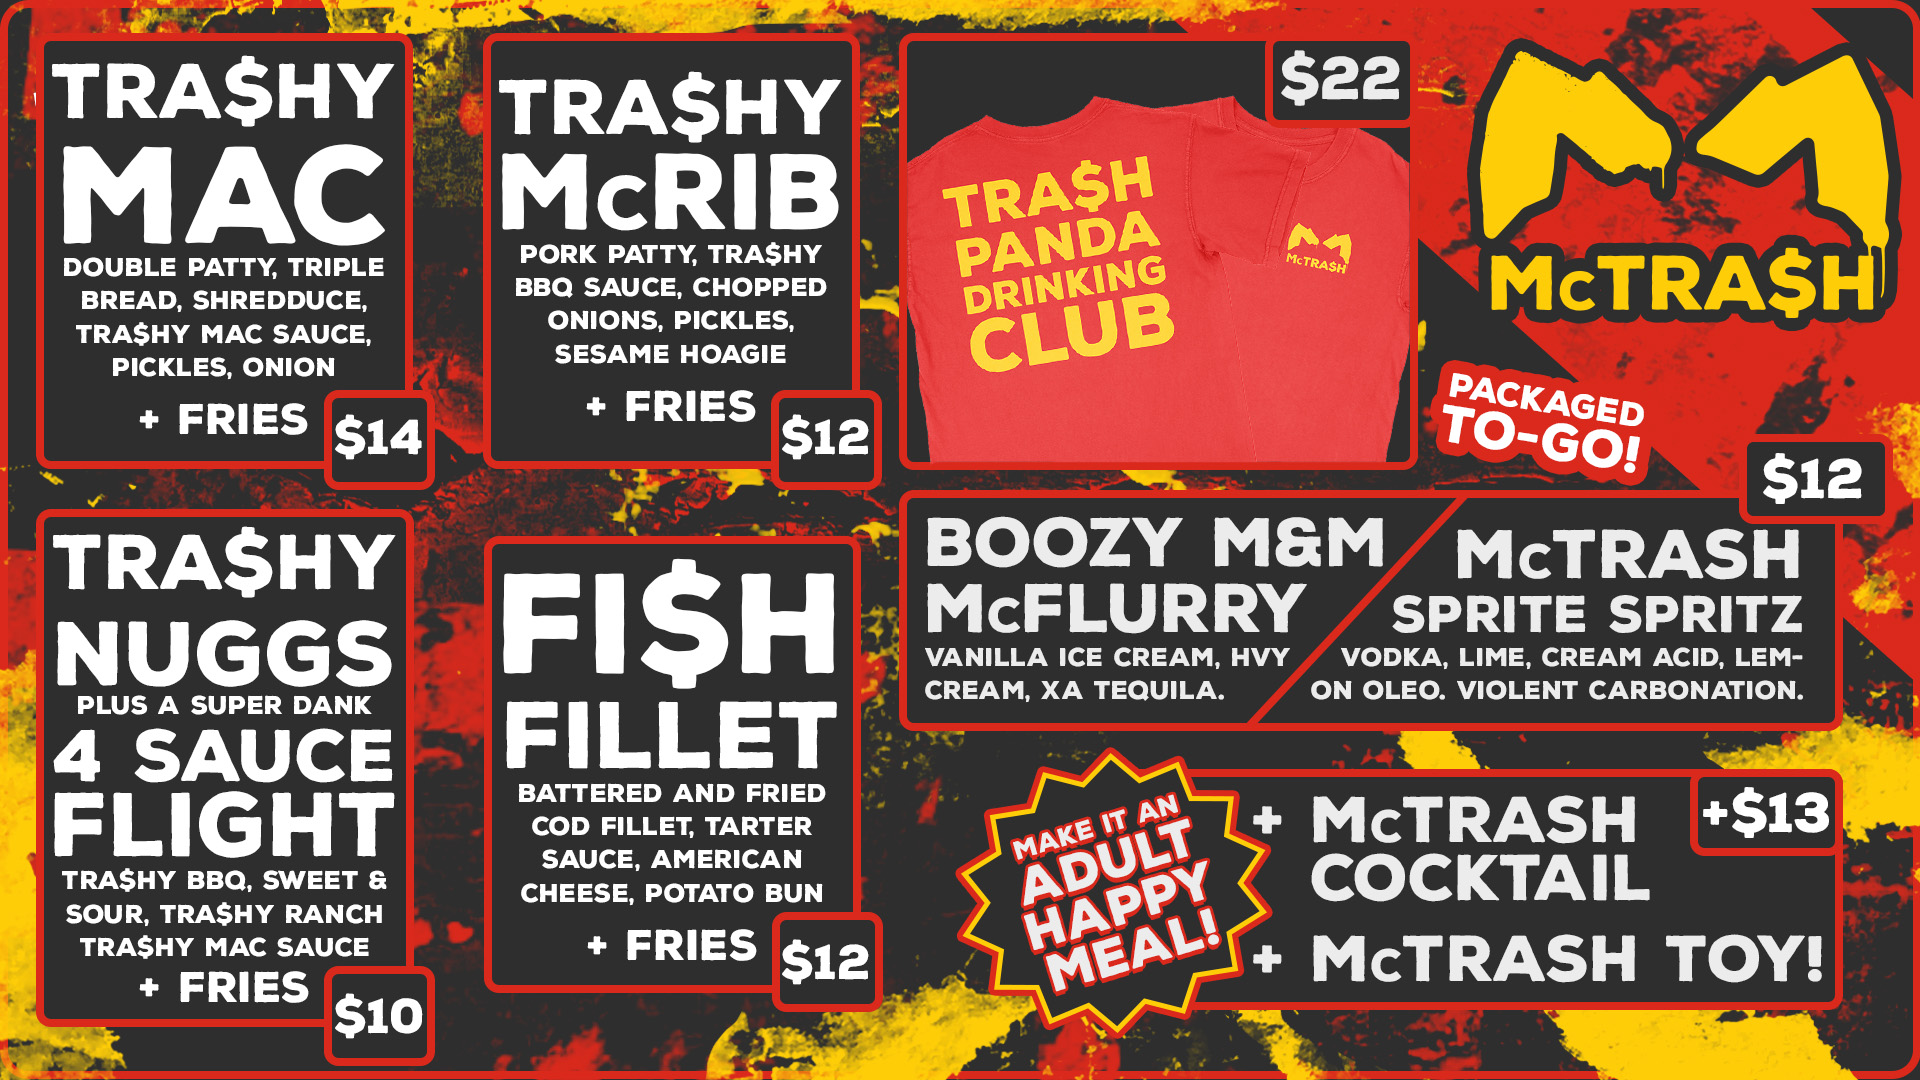 TRA$HY
MAC
DOUBLE PATTY, TRIPLE
BREAD, SHREDDUCE,
TRA$HY MAC SAUCE,
PICKLES, ONION
+ FRIES
$14
TRA$HY
McRIB
PORK PATTY, TRA$HY
BBQ SAUCE, CHOPPED
ONIONS, PICKLES,
SESAME HOAGIE
+ FRIES
$12
TRA$HY
NUGGS
PLUS A SUPER DANK
4 SAUCE
FLIGHT
TRA$HY BBQ, SWEET &
SOUR, TRA$HY RANCH
TRA$HY MAC SAUCE
+ FRIES
$10
FI$H
FILLET
BATTERED AND FRIED
COD FILLET, TARTER
SAUCE, AMERICAN
CHEESE, POTATO BUN
+ FRIES
$12
$22
TRA$H
PANDA
DRINKING
CLUB
McTRA$H
McTRA$H
PACKAGED
TO-GO!
$12
BOOZY M&M
McFLURRY
VANILLA ICE CREAM, HVY
CREAM, XA TEQUILA.
McTRASH
SPRITE SPRITZ
VODKA, LIME, CREAM ACID, LEM-
ON OLEO. VIOLENT CARBONATION.
MAKE IT AN
ADULT
HAPPY
MEAL!
+ McTRASH
COCKTAIL
+$13
+ McTRASH TOY!